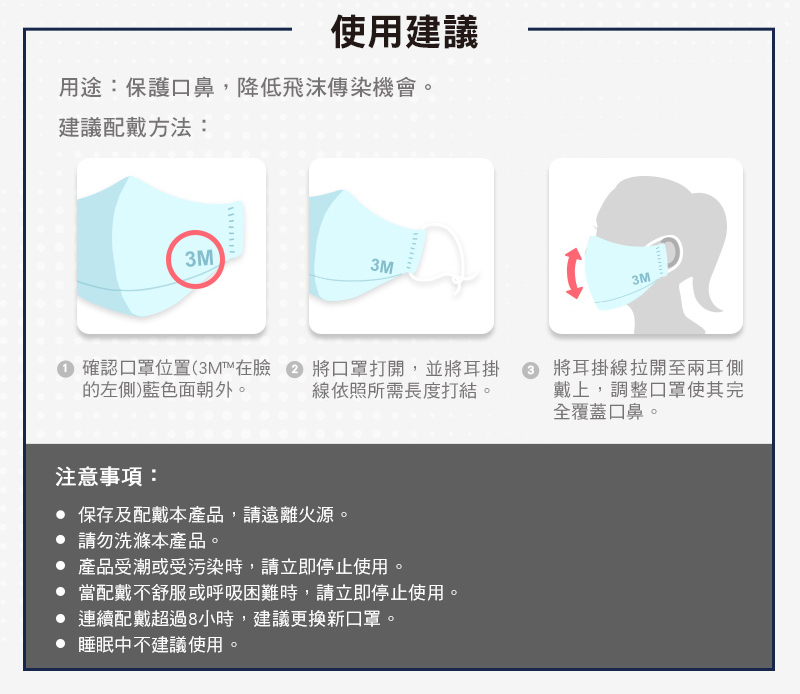 使用建議
用途：保護口鼻，降低飛沫傳染機會。
建議配戴方法：
3M
3M
3M
1 確認口罩位置(3M™在臉
的左側)藍色面朝外。
2 將口罩打開，並將耳掛
線依照所需長度打結。
3 將耳掛線拉開至兩耳側
戴上，調整口罩使其完
全覆蓋口鼻。
注意事項：
● 保存及配戴本產品，請遠離火源。
● 請勿洗滌本產品。
● 產品受潮或受污染時，請立即停止使用。
● 當配戴不舒服或呼吸困難時，請立即停止使用。
● 連續配戴超過8小時，建議更換新口罩。
● 睡眠中不建議使用。